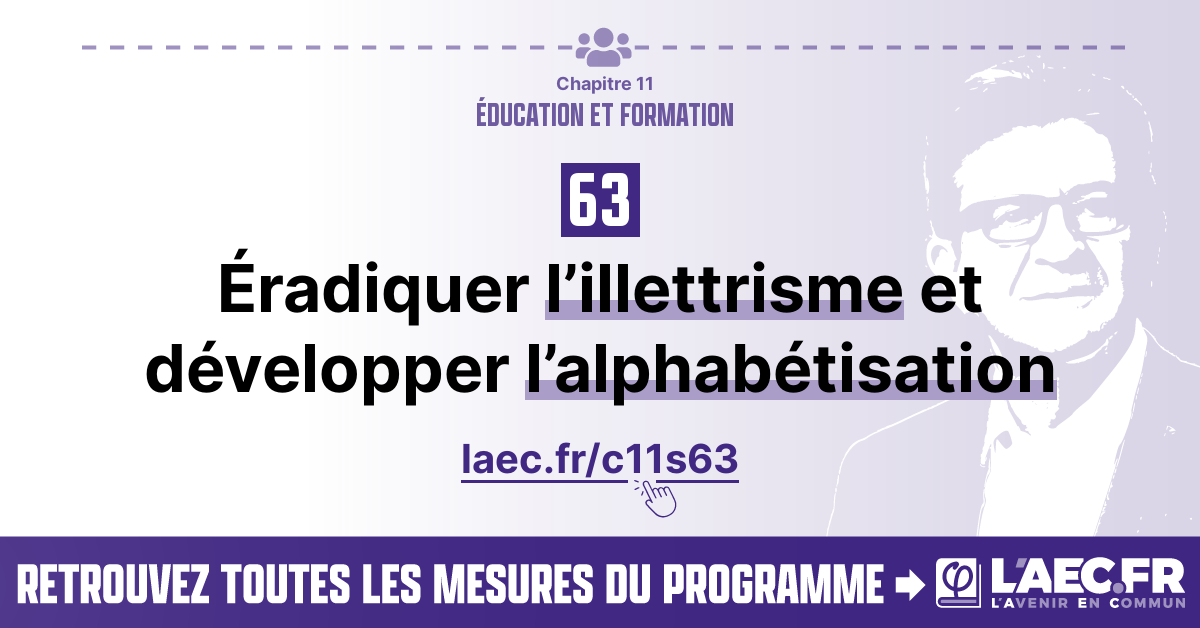 Chapitre 11
ÉDUCATION ET FORMATION
63
Éradiquer l’illettrisme et
développer l’alphabétisation
laec.fr/c11s63
RETROUVEZ TOUTES LES MESURES DU PROGRAMME
L'AEC.FR
L'AVENIR EN COMMUN